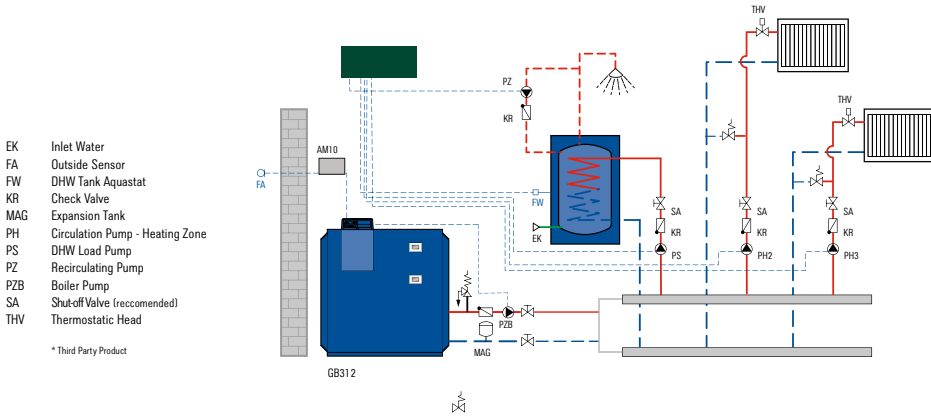 THV
PZ
KR
THV
EK Inlet Water
FA Outside Sensor
FW DHW Tank Aquastat
KR Check Valve
MAG Expansion Tank
PH Circulation Pump - Heating Zone
PS DHW Load Pump
PZ Recirculating Pump
PZB Boiler Pump
SA Shut-off Valve (reccomended)
THV Thermostatic Head
* Third Party Product
AM10
FA
FW
EK
SA
KR
PS
SA
KR
PH2
SA
KR
PH3
PZB
MAG
GB312